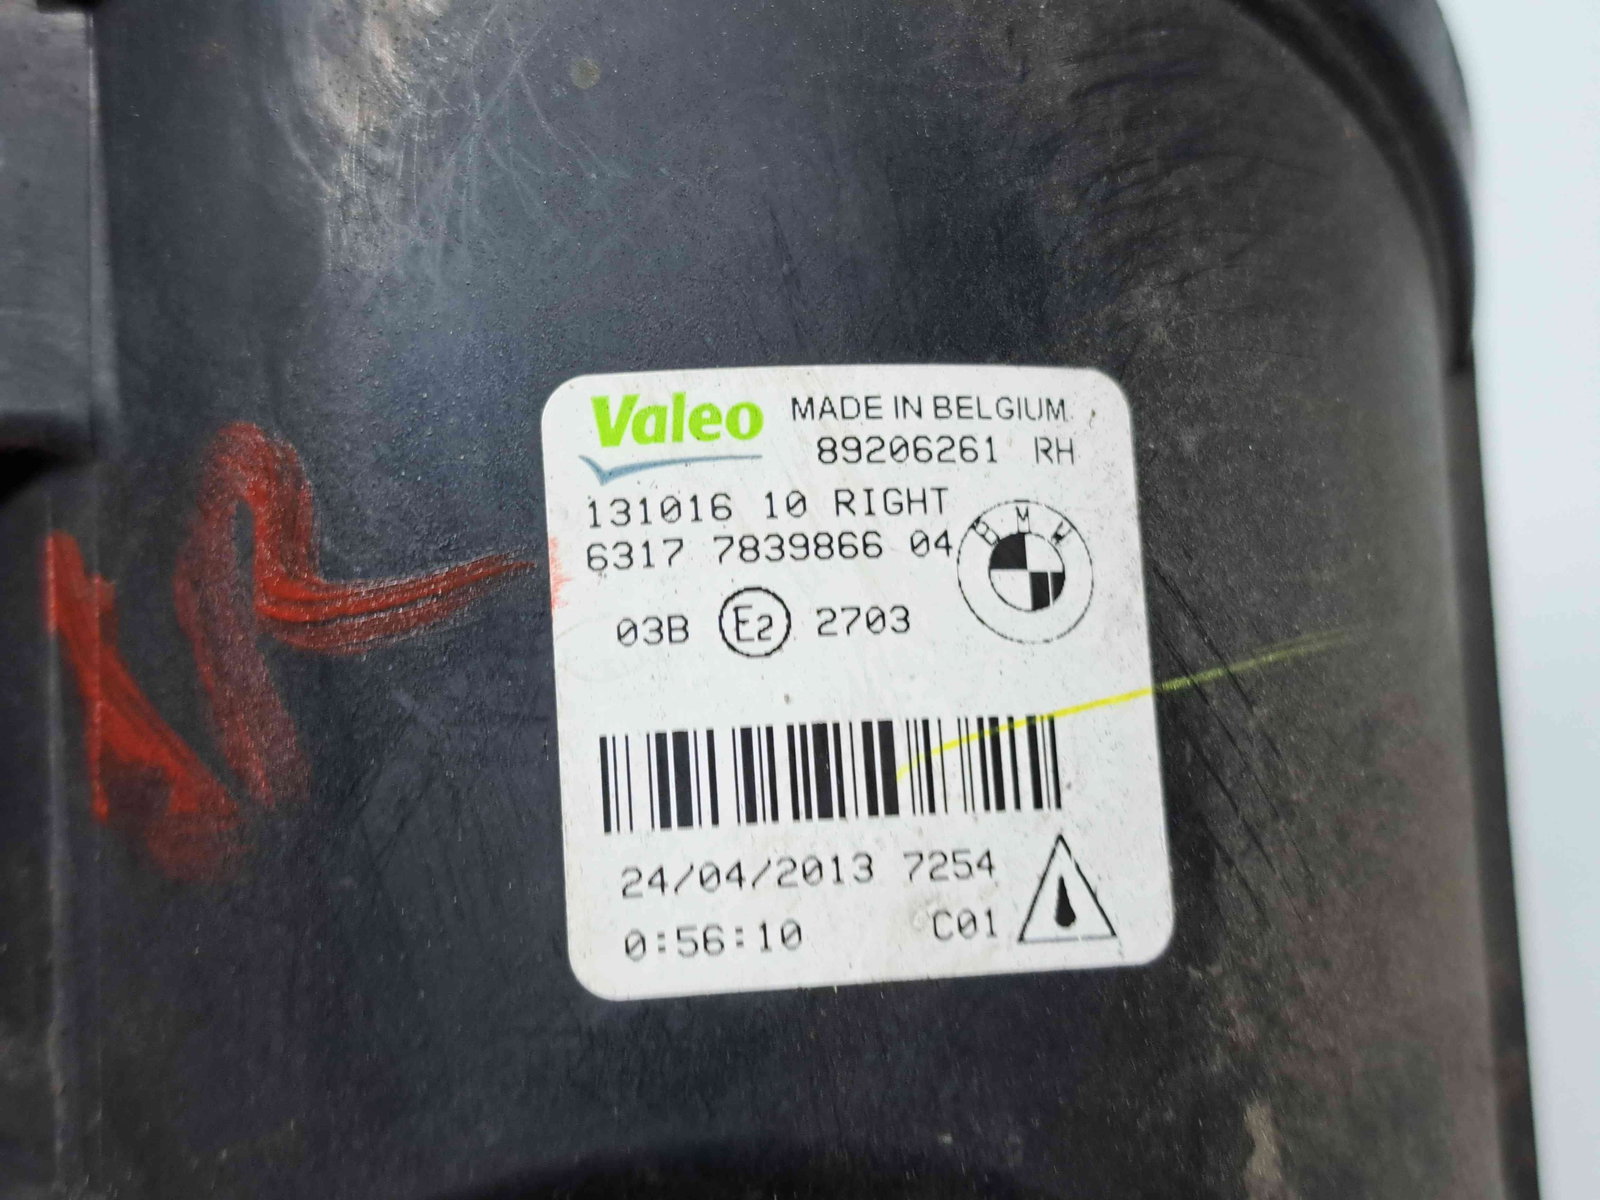 Valeo MADE IN BELGIUM
89206261 RH
131016 10 RIGHT
6317 7839866 04
BMW
03B E2 2703
24/04/2013 7254
0:56:10 C01